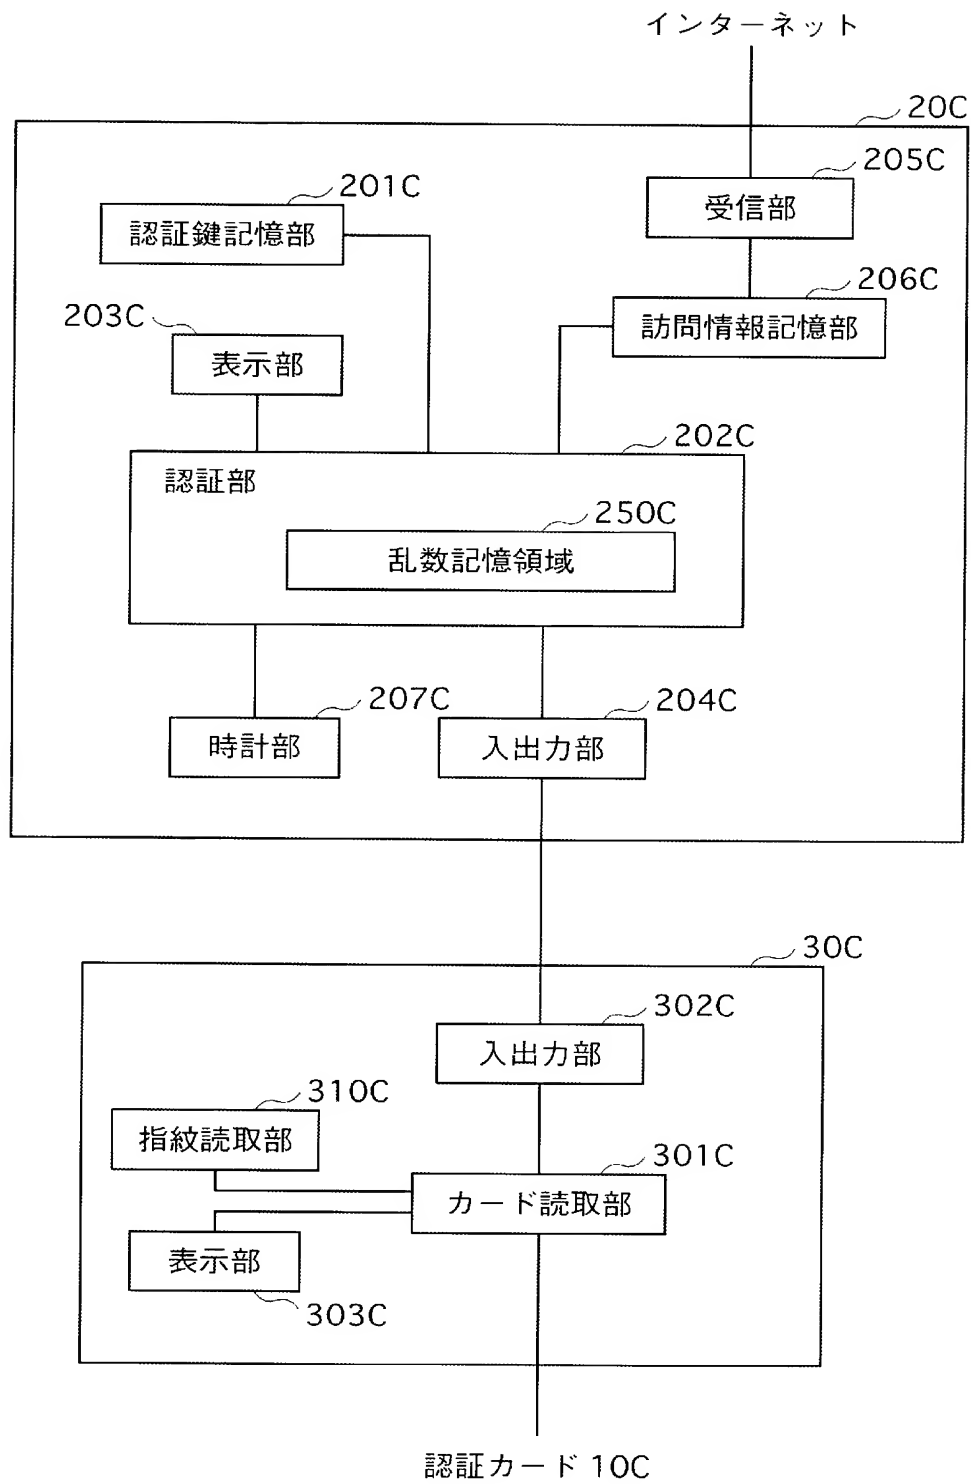 インターネット
20C
205C
受信部
201C
認証鍵記憶部
206C
訪問情報記憶部
203C
表示部
202C
認証部
250C
乱数記憶領域
207C
時計部
204C
入出力部
30C
302C
入出力部
310C
指紋読取部
301C
カード読取部
表示部
303C
認証カード 10C